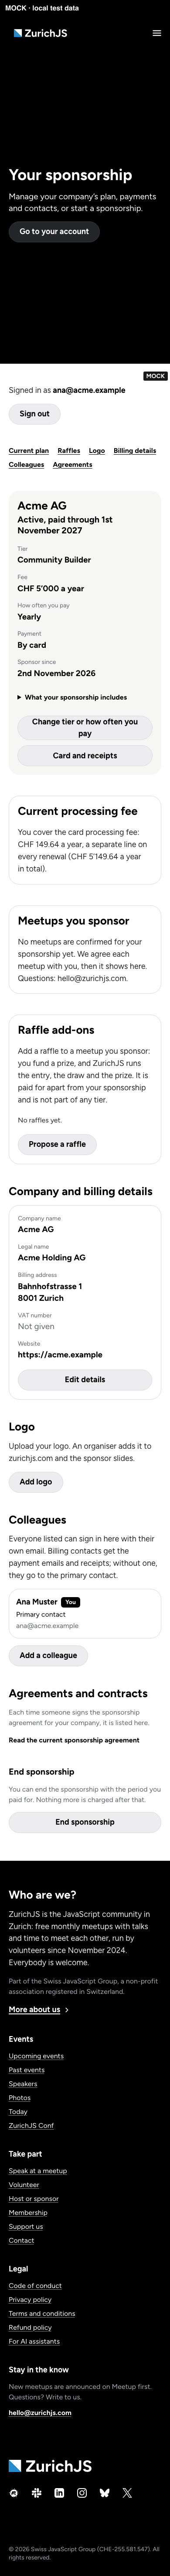 MOCK · local test data
ZurichJS
Your sponsorship
Manage your company's plan, payments
and contacts, or start a sponsorship.
Go to your account
MOCK
Signed in as ana@acme.example
Sign out
Current plan Raffles Logo Billing details
Colleagues Agreements
Acme AG
Active, paid through 1st
November 2027
Tier
Community Builder
Fee
CHF 5'000 a year
How often you pay
Yearly
Payment
By card
Sponsor since
2nd November 2026
What your sponsorship includes
Change tier or how often you
pay
Card and receipts
Current processing fee
You cover the card processing fee:
CHF 149.64 a year, a separate line on
every renewal (CHF 5'149.64 a year
in total).
Meetups you sponsor
No meetups are confirmed for your
sponsorship yet. We agree each
meetup with you, then it shows here.
Questions: hello@zurichjs.com.
Raffle add-ons
Add a raffle to a meetup you sponsor:
you fund a prize, and ZurichJS runs
the entry, the draw and the prize. It is
paid for apart from your sponsorship
and is not part of any tier.
No raffles yet.
Propose a raffle
Company and billing details
Company name
Acme AG
Legal name
Acme Holding AG
Billing address
Bahnhofstrasse 1
8001 Zurich
VAT number
Not given
Website
https://acme.example
Edit details
Logo
Upload your logo. An organiser adds it to
zurichjs.com and the sponsor slides.
Add logo
Colleagues
Everyone listed can sign in here with their
own email. Billing contacts get the
payment emails and receipts; without one,
they go to the primary contact.
Ana Muster You
Primary contact
ana@acme.example
Add a colleague
Agreements and contracts
Each time someone signs the sponsorship
agreement for your company, it is listed here.
Read the current sponsorship agreement
End sponsorship
You can end the sponsorship with the period you
paid for. Nothing more is charged after that.
End sponsorship
Who are we?
ZurichJS is the JavaScript community in
Zurich: free monthly meetups with talks
and time to meet each other, run by
volunteers since November 2024.
Everybody is welcome.
Part of the Swiss JavaScript Group, a non-profit
association registered in Switzerland.
More about us
Events
Upcoming events
Past events
Speakers
Photos
Today
ZurichJS Conf
Take part
Speak at a meetup
Volunteer
Host or sponsor
Membership
Support us
Contact
Legal
Code of conduct
Privacy policy
Terms and conditions
Refund policy
For AI assistants
Stay in the know
New meetups are announced on Meetup first.
Questions? Write to us.
hello@zurichjs.com
ZurichJS
© 2026 Swiss JavaScript Group (CHE-255.581.547). All
rights reserved.